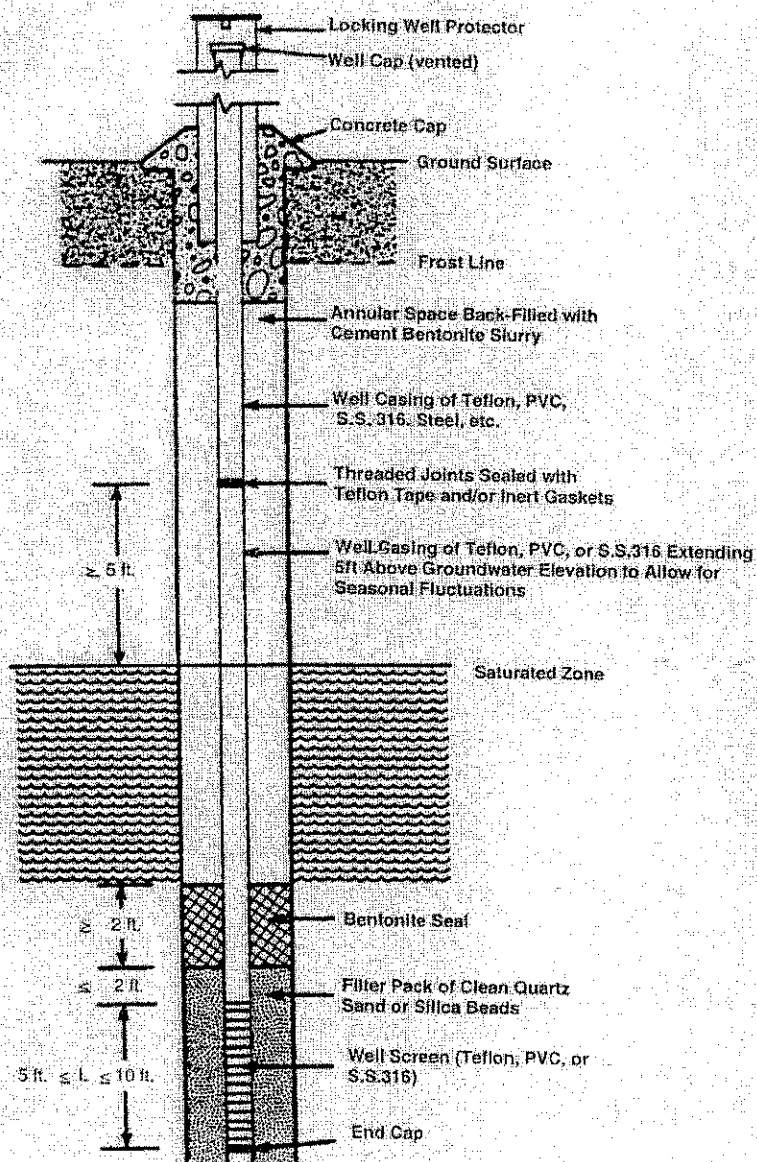 Locking Well Protector
Well Cap (vented)
Concrete Cap
Ground Surface
Frost Line
Annular Space Back-Filled with
Cement Bentonite Slurry
Well Casing of Teflon, PVC,
S.S. 316, Steel, etc.
Threaded Joints Sealed with
Teflon Tape and/or Inert Gaskets
≥ 5 ft.
Well Casing of Teflon, PVC, or S.S.316 Extending
5ft Above Groundwater Elevation to Allow for
Seasonal Fluctuations
Saturated Zone
≥ 2 ft.
Bentonite Seal
≤ 2 ft.
Filter Pack of Clean Quartz
Sand or Silica Beads
5 ft. ≤ L ≤ 10 ft.
Well Screen (Teflon, PVC, or
S.S.316)
End Cap